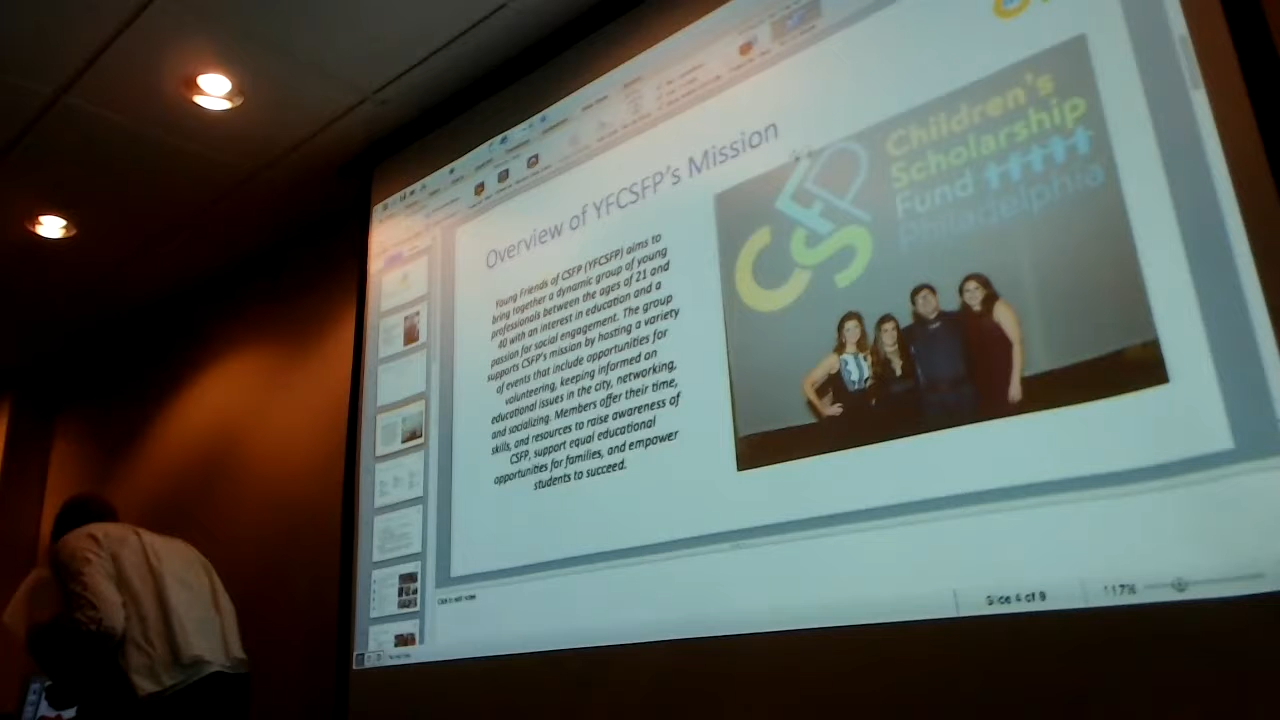 Overview of YFCSFP's Mission
Young Friends of CSFP (YFCSFP) aims to
bring together a dynamic group of young
professionals between the ages of 21 and
40 with an interest in education and a
passion for social engagement. The group
supports CSFP's mission by hosting a variety
of events that include opportunities for
volunteering, keeping informed on
educational issues in the city, networking,
and socializing. Members offer their time,
skills, and resources to raise awareness of
CSFP, support equal educational
opportunities for families, and empower
students to succeed.
CSFP
Children's
Scholarship
Fund
Philadelphia
Click to add notes
Slide 4 of 9
117%